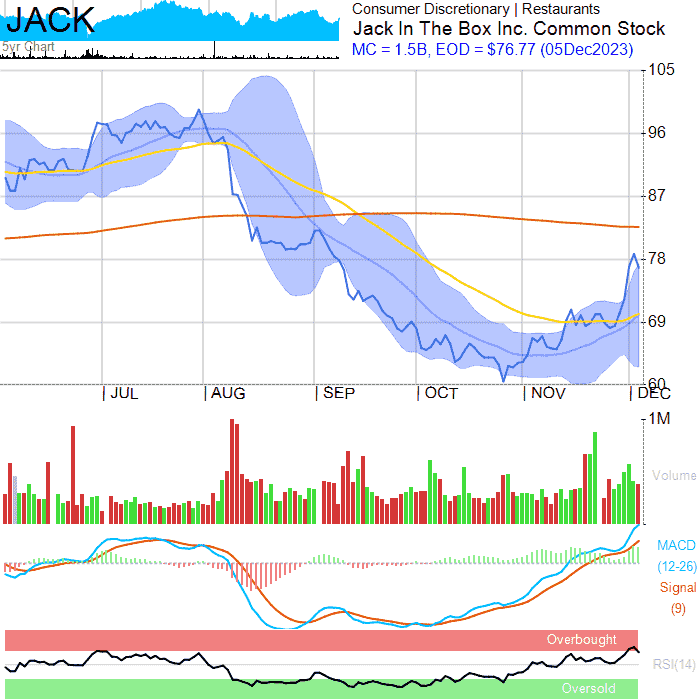 JACK
Consumer Discretionary | Restaurants
Jack In The Box Inc. Common Stock
MC = 1.5B, EOD = $76.77 (05Dec2023)
5yr Chart
105
96
87
78
69
60
JUL
AUG
SEP
OCT
NOV
DEC
1M
Volume
MACD
(12-26)
Signal
(9)
Overbought
RSI(14)
Oversold